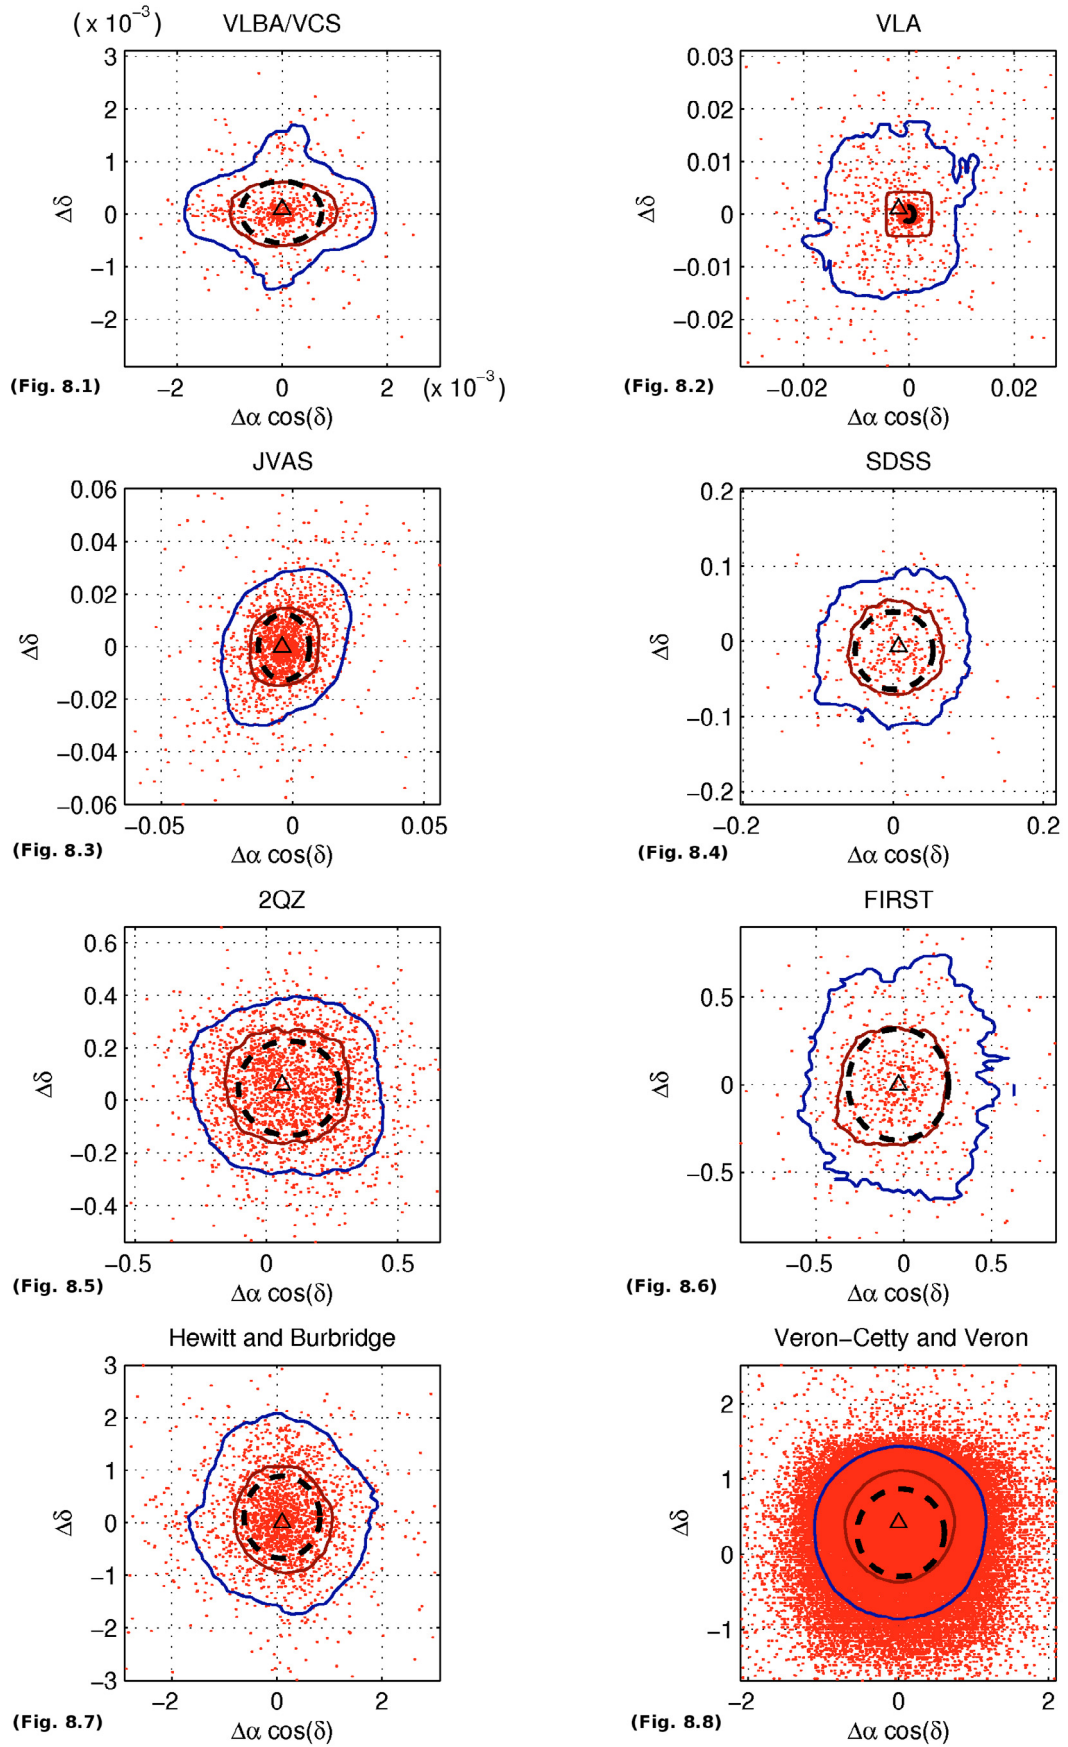 (x 10⁻³) VLBA/VCS
3
2
1
0
−1
−2
Δδ
−2 0 2 (x 10⁻³)
(Fig. 8.1)
Δα cos(δ)
VLA
0.03
0.02
0.01
0
−0.01
−0.02
Δδ
−0.02 0 0.02
(Fig. 8.2)
Δα cos(δ)
JVAS
0.06
0.04
0.02
0
−0.02
−0.04
−0.06
Δδ
−0.05 0 0.05
(Fig. 8.3)
Δα cos(δ)
SDSS
0.2
0.1
0
−0.1
−0.2
Δδ
−0.2 0 0.2
(Fig. 8.4)
Δα cos(δ)
2QZ
0.6
0.4
0.2
0
−0.2
−0.4
Δδ
−0.5 0 0.5
(Fig. 8.5)
Δα cos(δ)
FIRST
0.5
0
−0.5
Δδ
−0.5 0 0.5
(Fig. 8.6)
Δα cos(δ)
Hewitt and Burbridge
3
2
1
0
−1
−2
−3
Δδ
−2 0 2
(Fig. 8.7)
Δα cos(δ)
Veron−Cetty and Veron
2
1
0
−1
Δδ
−2 0 2
(Fig. 8.8)
Δα cos(δ)